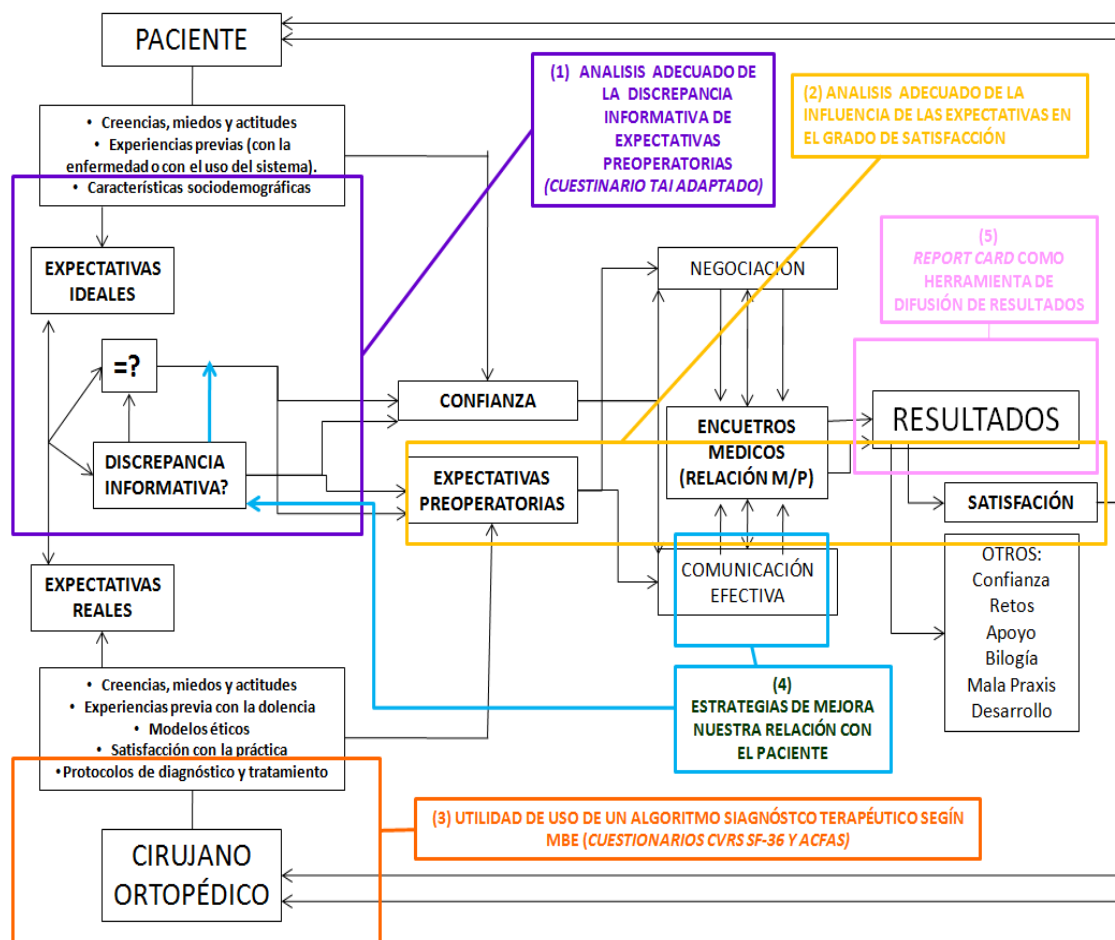 PACIENTE
• Creencias, miedos y actitudes
• Experiencias previas (con la
enfermedad o con el uso del sistema).
• Características sociodemográficas
(1) ANALISIS ADECUADO DE
LA DISCREPANCIA
INFORMATIVA DE
EXPECTATIVAS
PREOPERATORIAS
(CUESTINARIO TAI ADAPTADO)
(2) ANALISIS ADECUADO DE LA
INFLUENCIA DE LAS EXPECTATIVAS EN
EL GRADO DE SATISFACCIÓN
(5)
REPORT CARD COMO
HERRAMIENTA DE
DIFUSIÓN DE RESULTADOS
EXPECTATIVAS
IDEALES
=?
DISCREPANCIA
INFORMATIVA?
EXPECTATIVAS
REALES
CONFIANZA
EXPECTATIVAS
PREOPERATORIAS
NEGOCIACION
ENCUETROS
MEDICOS
(RELACIÓN M/P)
COMUNICACIÓN
EFECTIVA
RESULTADOS
SATISFACIÓN
OTROS:
Confianza
Retos
Apoyo
Bilogía
Mala Praxis
Desarrollo
(4)
ESTRATEGIAS DE MEJORA
NUESTRA RELACIÓN CON
EL PACIENTE
• Creencias, miedos y actitudes
• Experiencias previa con la dolencia
• Modelos éticos
• Satisfacción con la práctica
• Protocolos de diagnóstico y tratamiento
(3) UTILIDAD DE USO DE UN ALGORITMO SIAGNÓSTCO TERAPÉUTICO SEGÍN
MBE (CUESTIONARIOS CVRS SF-36 Y ACFAS)
CIRUJANO
ORTOPÉDICO